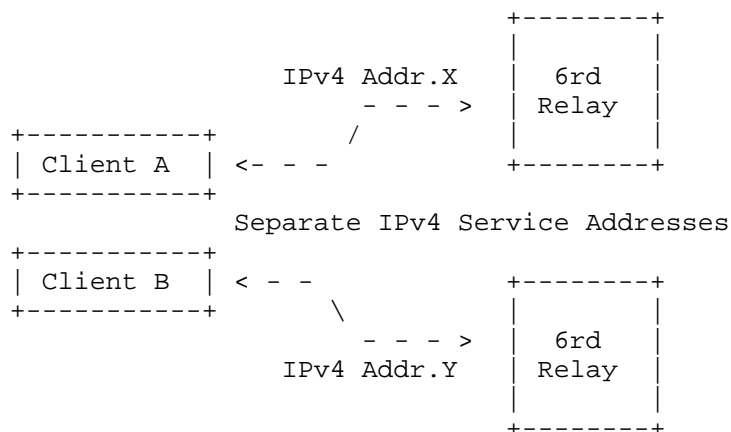 IPv4 Addr.X
6rd
Relay
Client A
Separate IPv4 Service Addresses
Client B
6rd
IPv4 Addr.Y
Relay